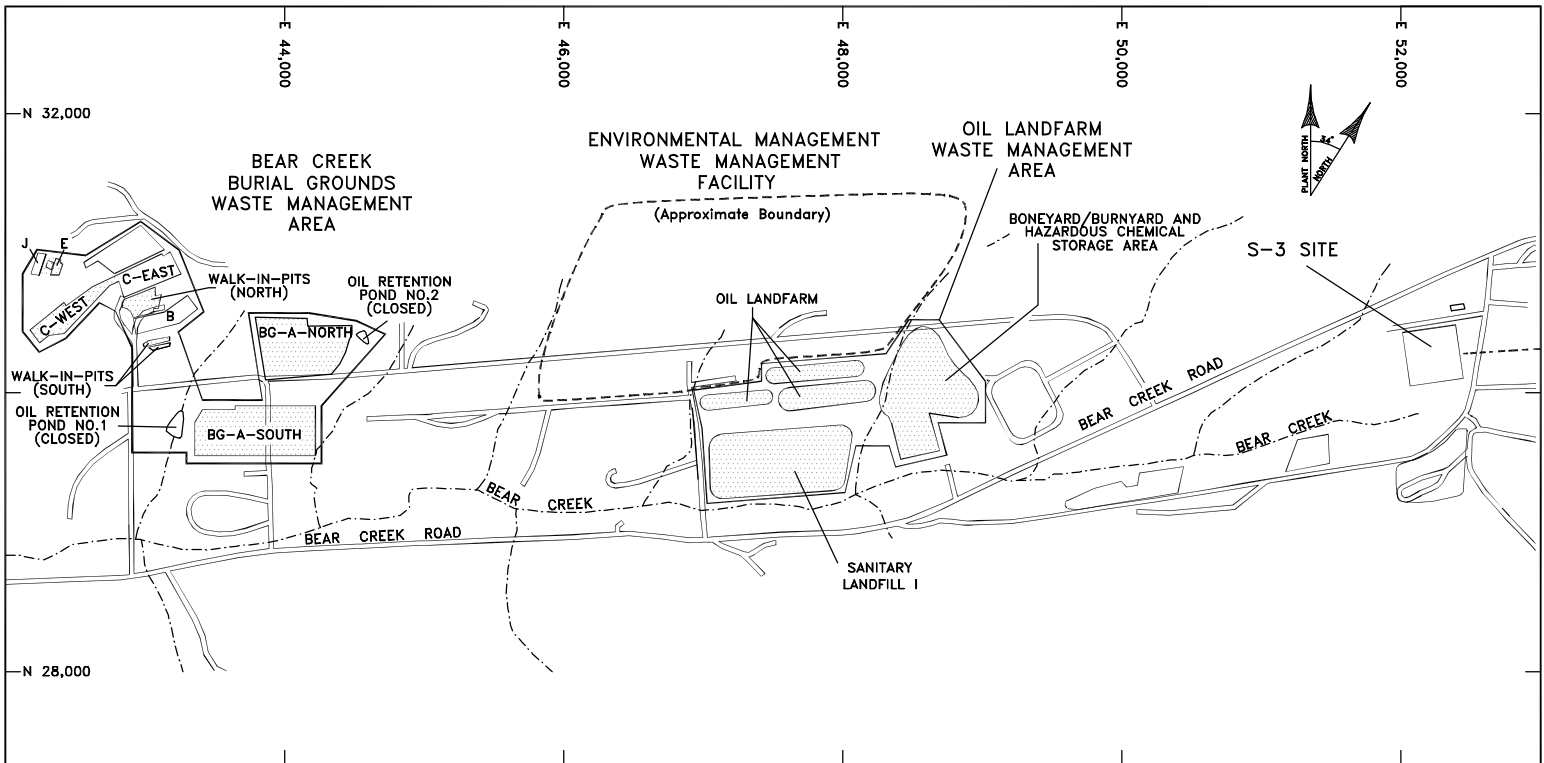 E 44,000
E 46,000
E 48,000
E 50,000
E 52,000
N 32,000
BEAR CREEK
BURIAL GROUNDS
WASTE MANAGEMENT
AREA
ENVIRONMENTAL MANAGEMENT
WASTE MANAGEMENT
FACILITY
(Approximate Boundary)
OIL LANDFARM
WASTE MANAGEMENT
AREA
PLANT NORTH
34°
NORTH
BONEYARD/BURNYARD AND
HAZARDOUS CHEMICAL
STORAGE AREA
S-3 SITE
J
E
C-EAST
C-WEST
WALK-IN-PITS
(NORTH)
B
OIL RETENTION
POND NO.2
(CLOSED)
OIL LANDFARM
BG-A-NORTH
WALK-IN-PITS
(SOUTH)
OIL RETENTION
POND NO.1
(CLOSED)
BG-A-SOUTH
BEAR CREEK ROAD
BEAR CREEK
BEAR CREEK
BEAR CREEK ROAD
SANITARY
LANDFILL I
N 28,000